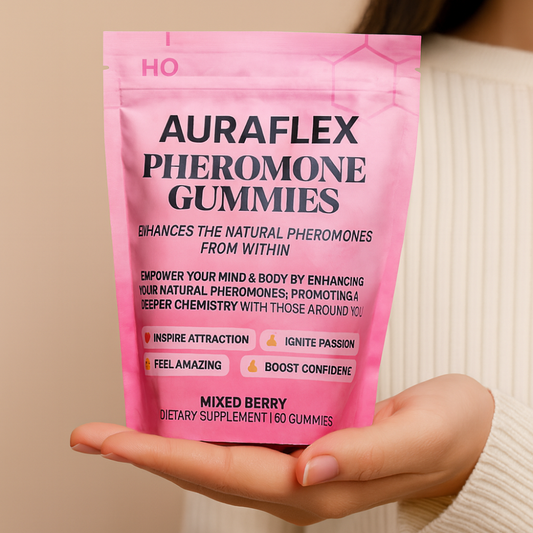 HO
AURAFLEX
PHEROMONE
GUMMIES
ENHANCES THE NATURAL PHEROMONES
FROM WITHIN
EMPOWER YOUR MIND & BODY BY ENHANCING
YOUR NATURAL PHEROMONES; PROMOTING A
DEEPER CHEMISTRY WITH THOSE AROUND YOU
INSPIRE ATTRACTION
IGNITE PASSION
FEEL AMAZING
BOOST CONFIDENE
MIXED BERRY
DIETARY SUPPLEMENT | 60 GUMMIES